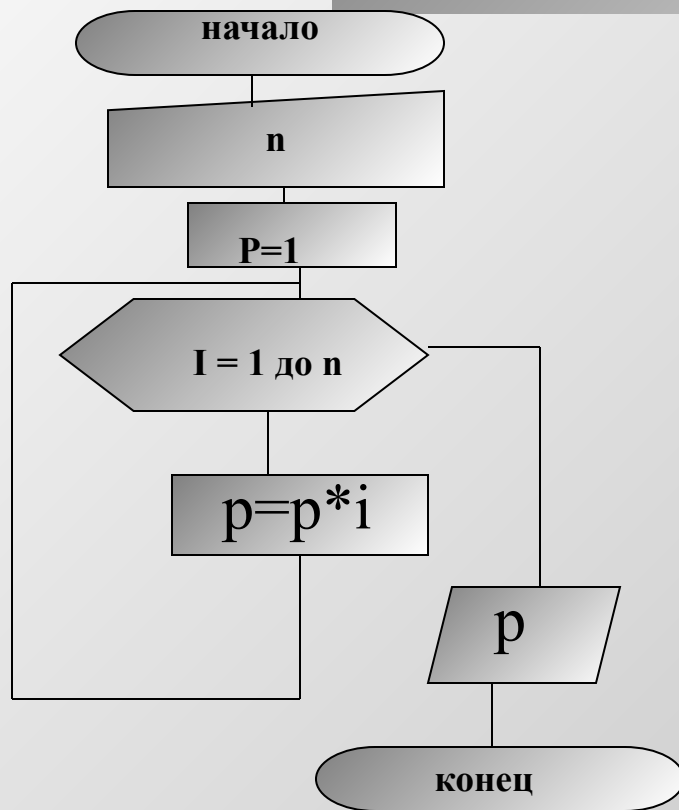 начало
n
P=1
I = 1 до n
p=p*i
p
конец